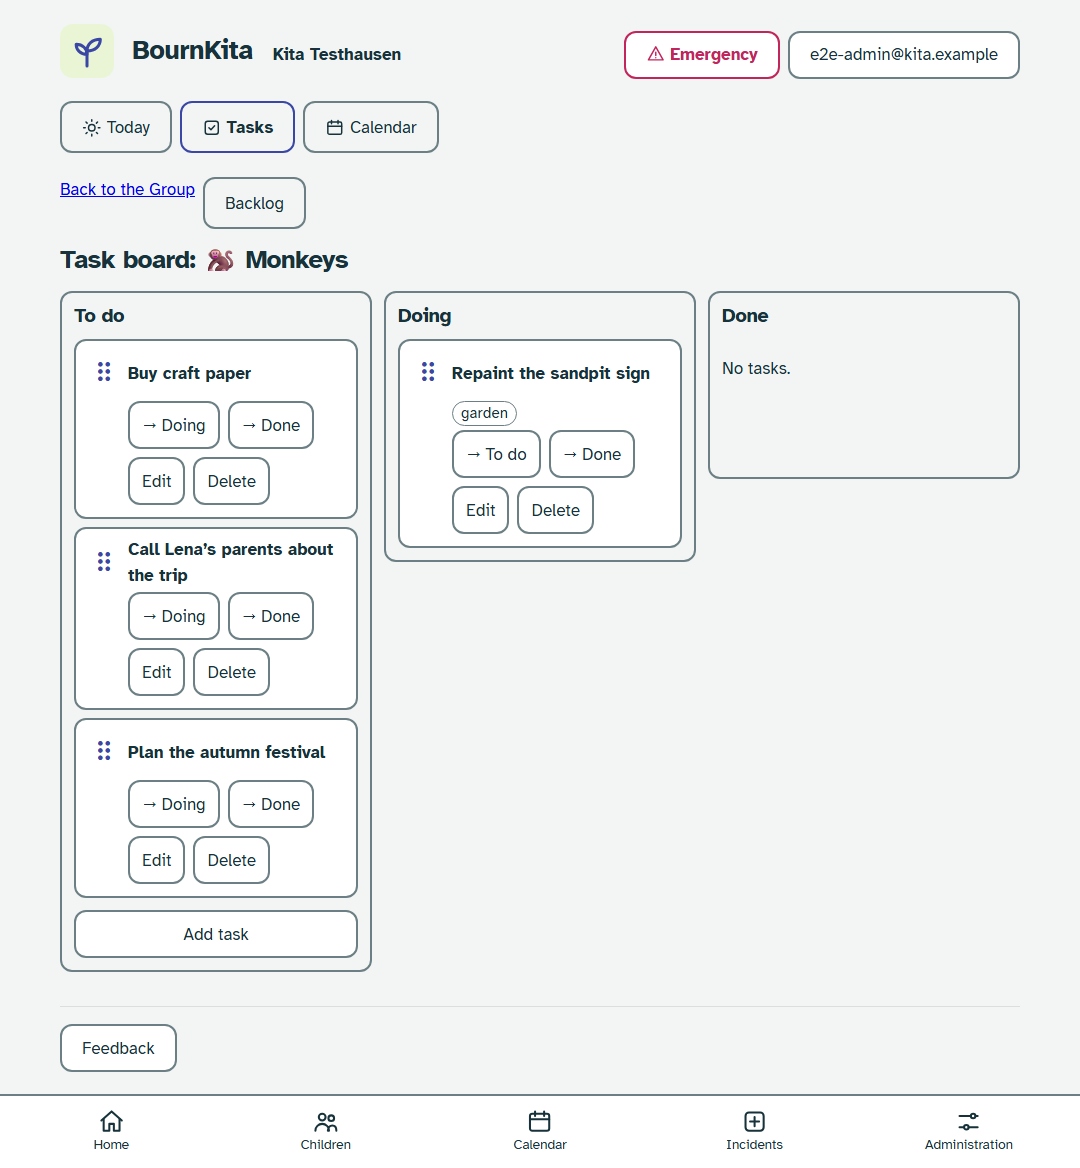 BournKita Kita Testhausen Emergency e2e-admin@kita.example
Today Tasks Calendar
Back to the Group Backlog
Task board: 🐒 Monkeys
To do
Buy craft paper
→ Doing → Done
Edit Delete
Call Lena’s parents about
the trip
→ Doing → Done
Edit Delete
Plan the autumn festival
→ Doing → Done
Edit Delete
Add task
Doing
Repaint the sandpit sign
garden
→ To do → Done
Edit Delete
Done
No tasks.
Feedback
Home Children Calendar Incidents Administration